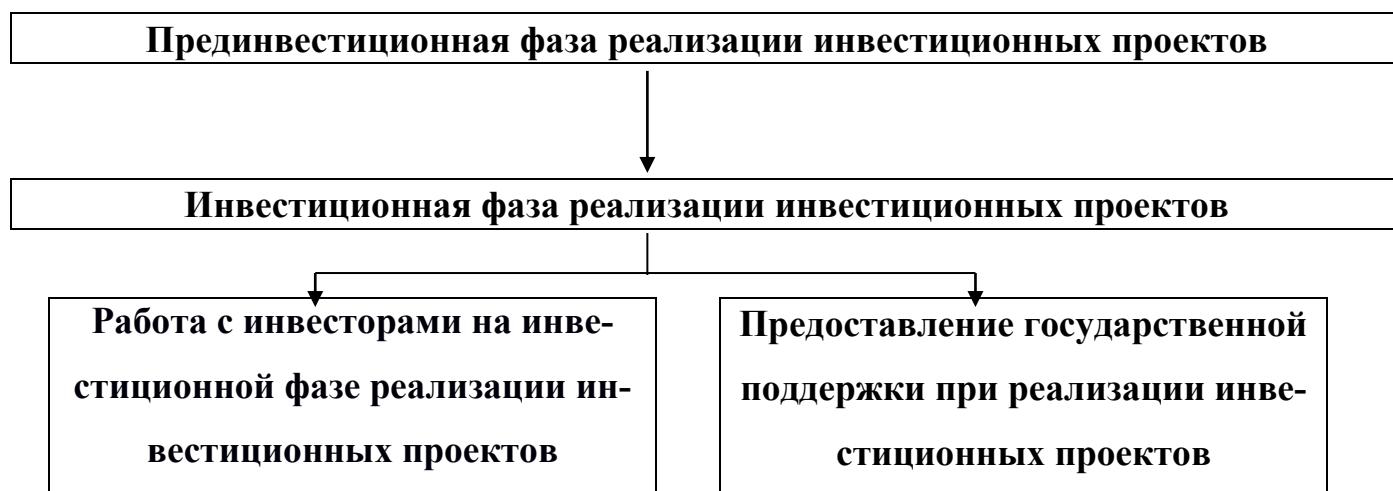 Прединвестиционная фаза реализации инвестиционных проектов
Инвестиционная фаза реализации инвестиционных проектов
Работа с инвесторами на инве-
стиционной фазе реализации ин-
вестиционных проектов
Предоставление государственной
поддержки при реализации инве-
стиционных проектов